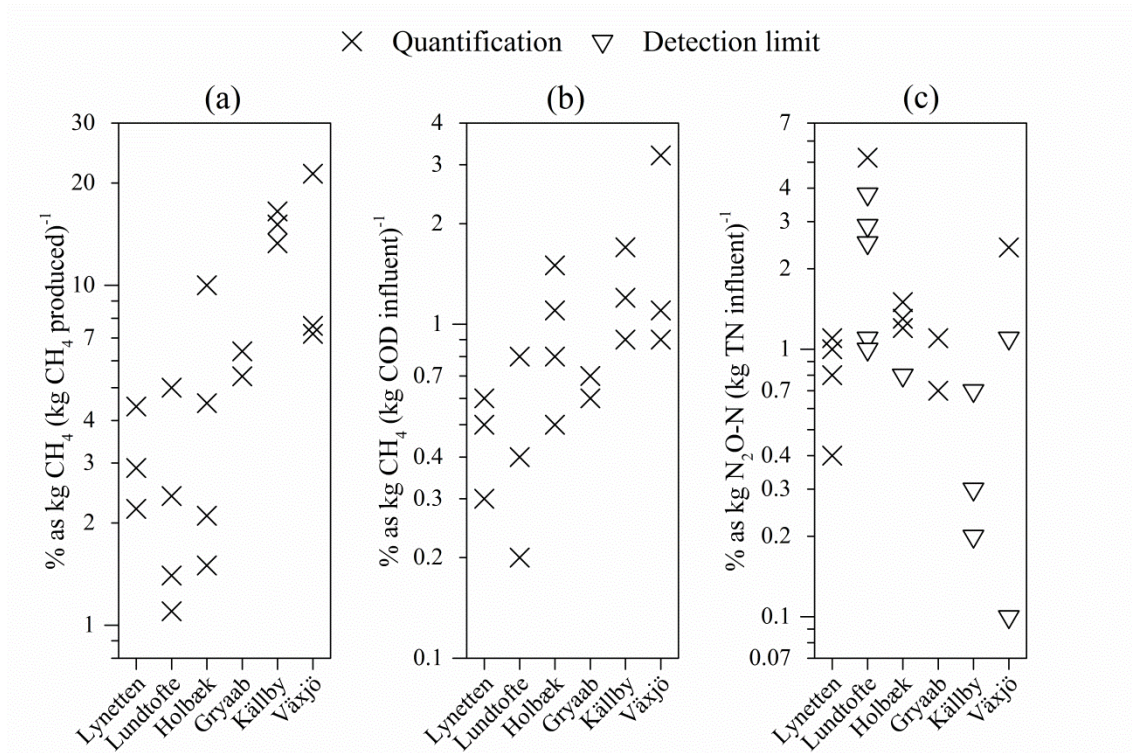 Quantification Detection limit
(a)
% as kg CH₄ (kg CH₄ produced)⁻¹
30
20
10
7
4
3
2
1
Lynetten
Lundtofte
Holbæk
Gryaab
Källby
Växjö
(b)
% as kg CH₄ (kg COD influent)⁻¹
4
3
2
1
0.7
0.4
0.3
0.2
0.1
Lynetten
Lundtofte
Holbæk
Gryaab
Källby
Växjö
(c)
% as kg N₂O-N (kg TN influent)⁻¹
7
4
3
2
1
0.7
0.4
0.3
0.2
0.1
0.07
Lynetten
Lundtofte
Holbæk
Gryaab
Källby
Växjö